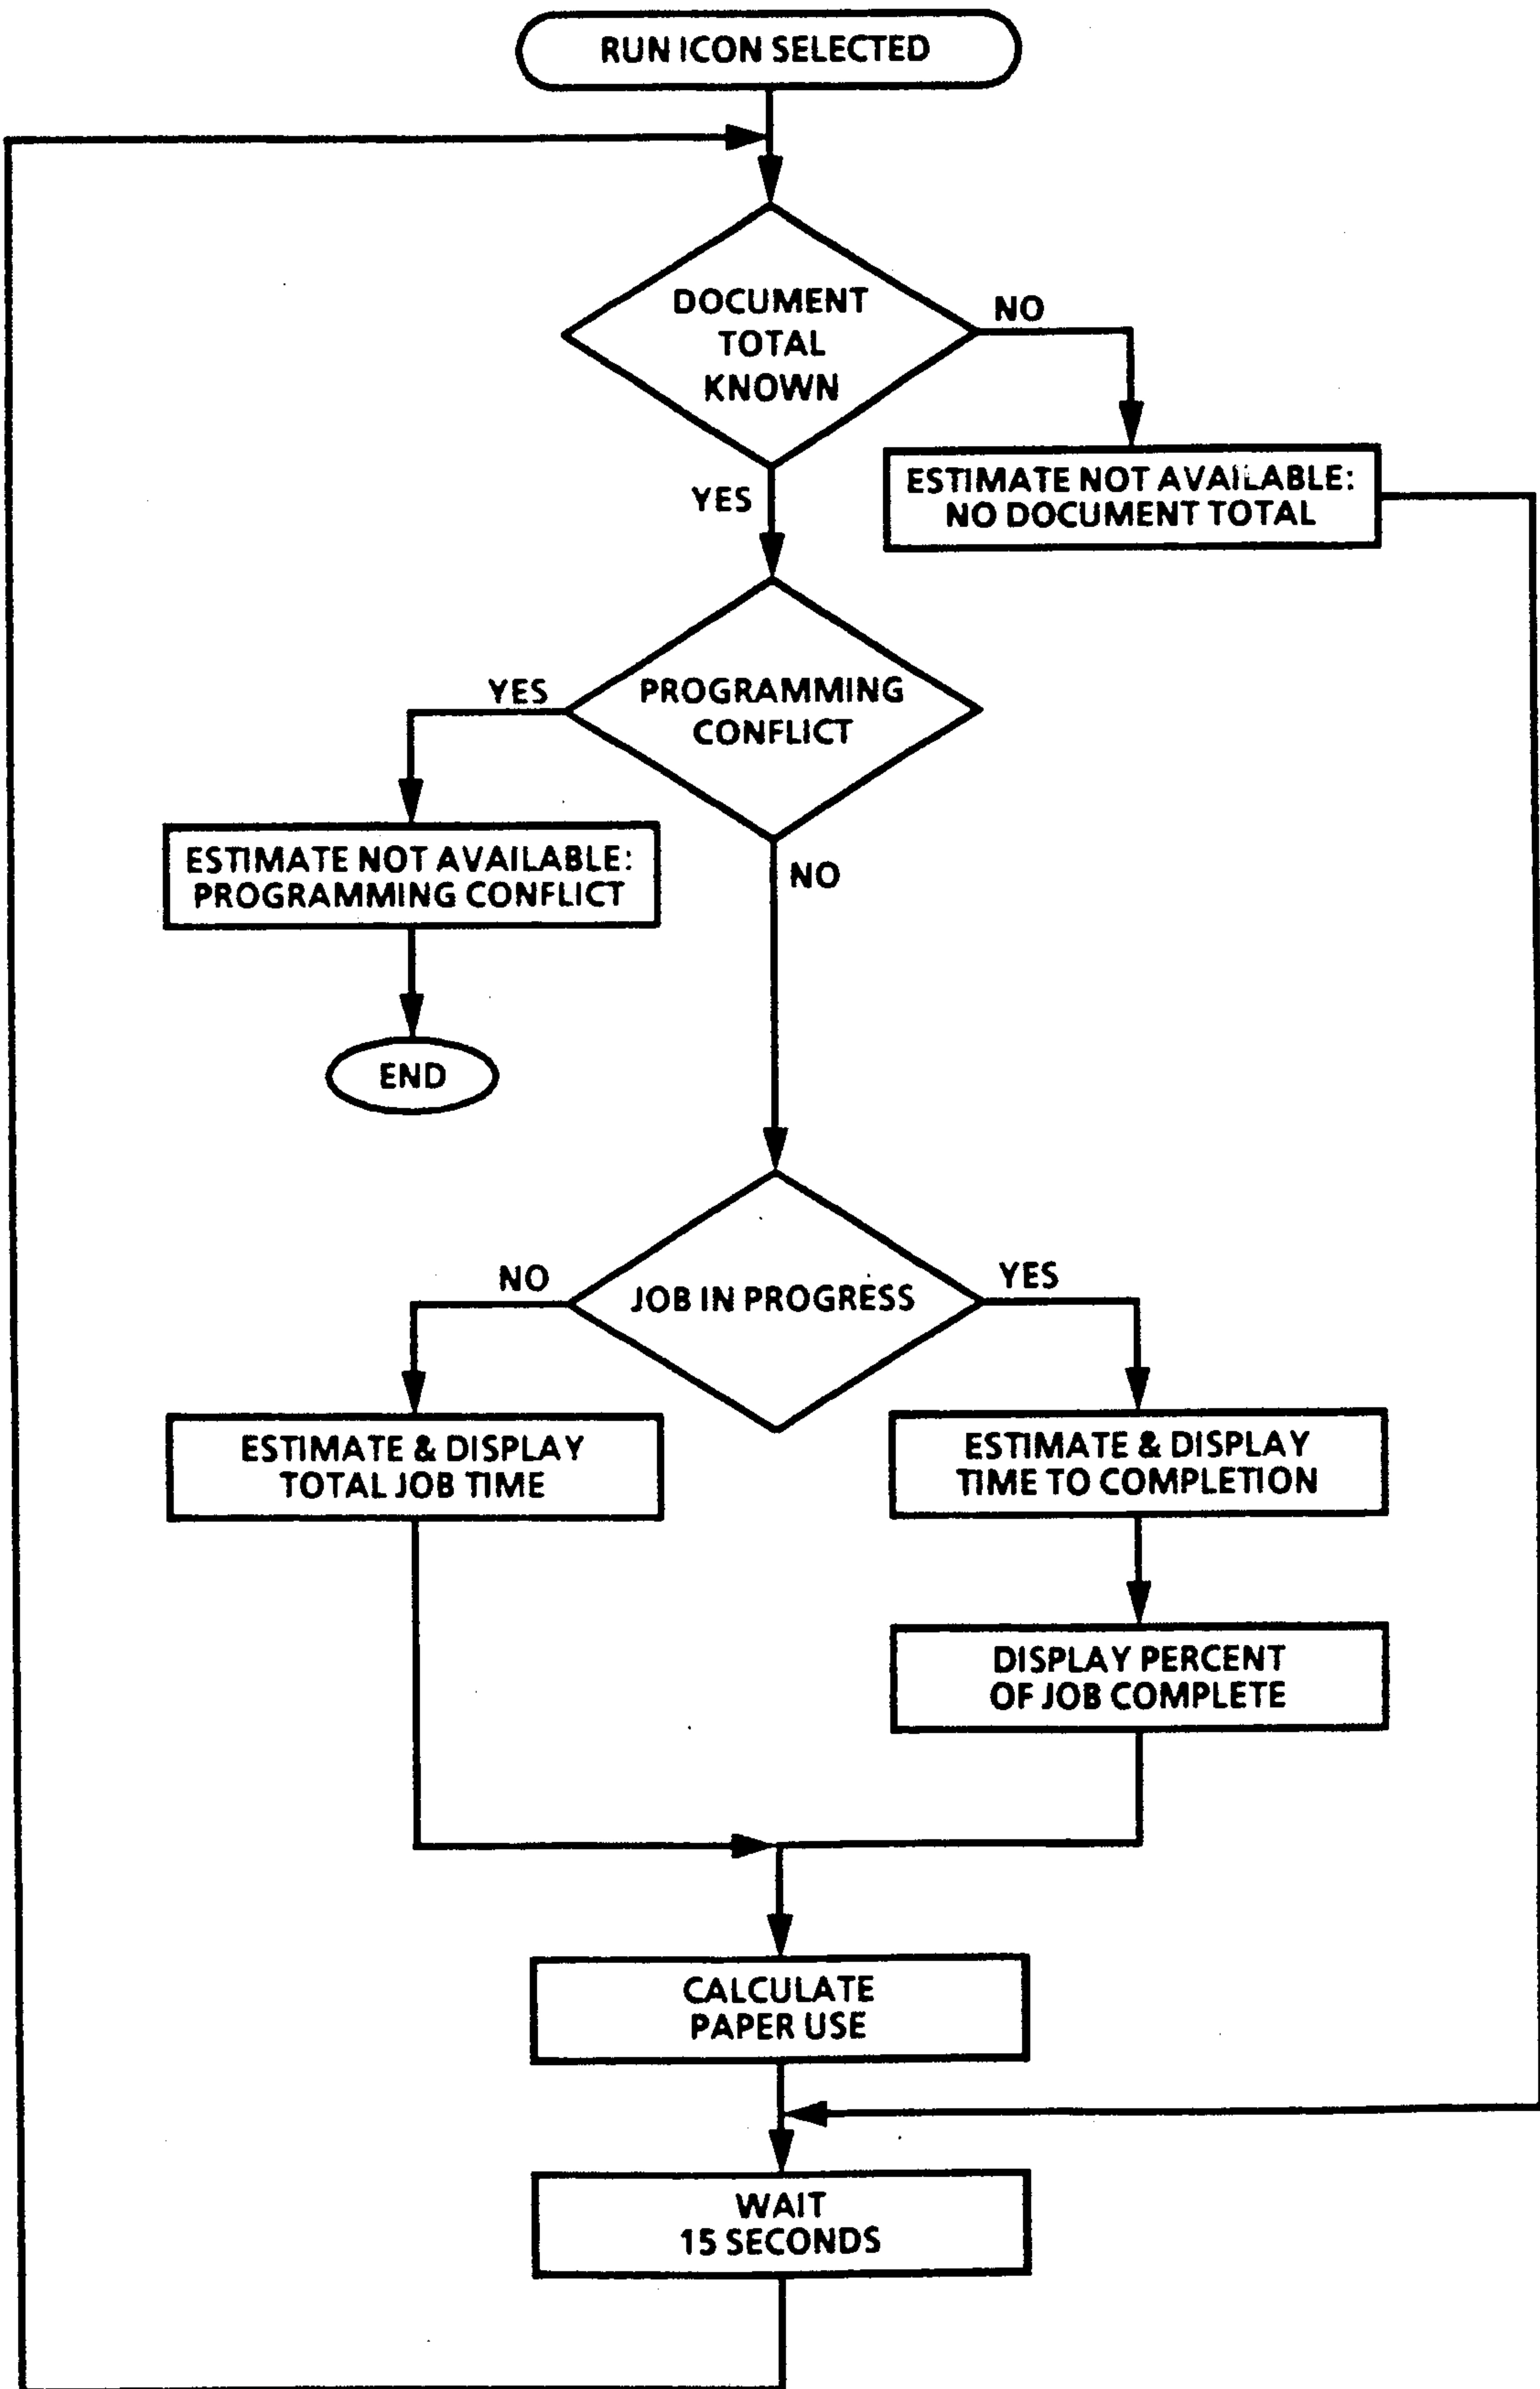 RUN ICON SELECTED
DOCUMENT
TOTAL
KNOWN
NO
YES
ESTIMATE NOT AVAILABLE:
NO DOCUMENT TOTAL
YES
PROGRAMMING
CONFLICT
ESTIMATE NOT AVAILABLE:
PROGRAMMING CONFLICT
NO
END
NO
JOB IN PROGRESS
YES
ESTIMATE & DISPLAY
TOTAL JOB TIME
ESTIMATE & DISPLAY
TIME TO COMPLETION
DISPLAY PERCENT
OF JOB COMPLETE
CALCULATE
PAPER USE
WAIT
15 SECONDS